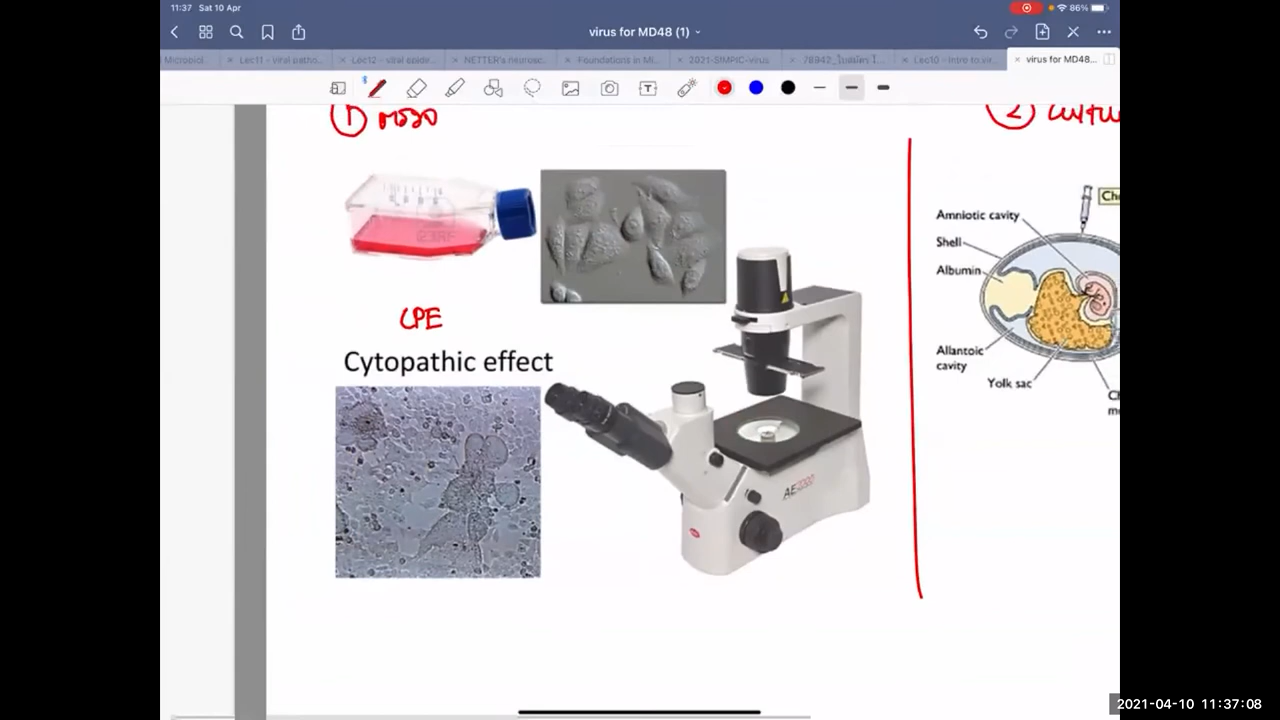 11:37 Sat 10 Apr
86%
virus for MD48 (1)
Microbiol
Lec11 - viral patho...
Lec12 - viral epide...
NETTER's neurosc...
Foundations in Mi...
2021-SIMPIC-virus
Lec10 - Intro to vir...
virus for MD48...
T
①
②
CPE
Cytopathic effect
AE2000
Amniotic cavity
Shell
Albumin
Allantoic
cavity
Yolk sac
2021-04-10 11:37:08